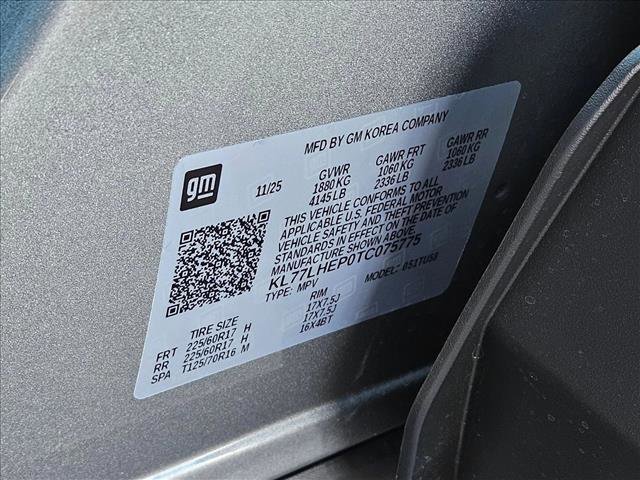 MFD BY GM KOREA COMPANY
gm
11/25
GVWR GAWR FRT GAWR RR
1880 KG 1060 KG 1060 KG
4145 LB 2336 LB 2336 LB
THIS VEHICLE CONFORMS TO ALL
APPLICABLE U.S. FEDERAL MOTOR
VEHICLE SAFETY AND THEFT PREVENTION
STANDARDS IN EFFECT ON THE DATE OF
MANUFACTURE SHOWN ABOVE.
KL77LHEP0TC075775
TYPE: MPV MODEL: 0S1TU58
TIRE SIZE RIM
FRT 225/60R17 H 17X7.5J
RR 225/60R17 H 17X7.5J
SPA T125/70R16 M 16X4BT